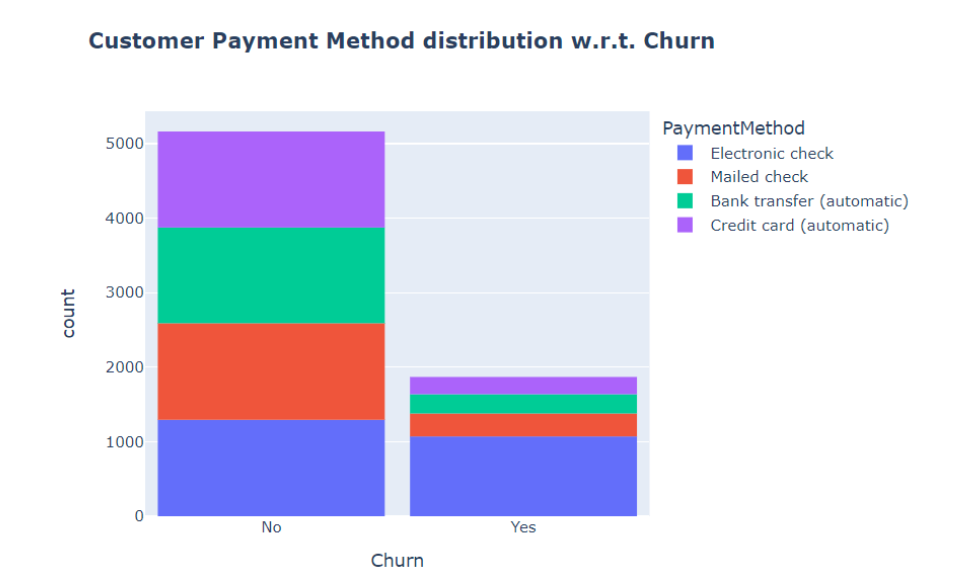 Customer Payment Method distribution w.r.t. Churn
PaymentMethod
Electronic check
Mailed check
Bank transfer (automatic)
Credit card (automatic)
5000
4000
3000
2000
1000
0
count
No
Yes
Churn